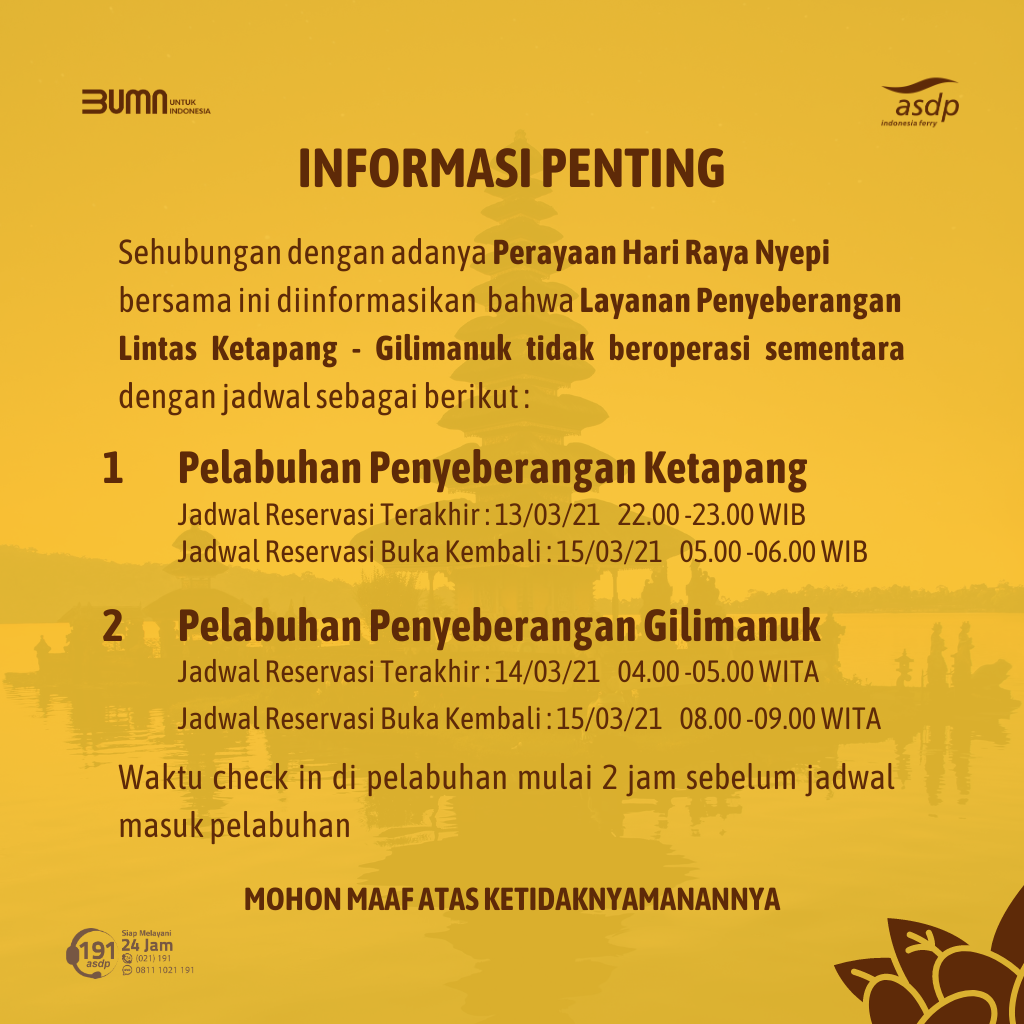 BUMN UNTUK INDONESIA
asdp
indonesia ferry
INFORMASI PENTING
Sehubungan dengan adanya Perayaan Hari Raya Nyepi
bersama ini diinformasikan bahwa Layanan Penyeberangan
Lintas Ketapang - Gilimanuk tidak beroperasi sementara
dengan jadwal sebagai berikut :
1 Pelabuhan Penyeberangan Ketapang
Jadwal Reservasi Terakhir : 13/03/21 22.00 -23.00 WIB
Jadwal Reservasi Buka Kembali : 15/03/21 05.00 -06.00 WIB
2 Pelabuhan Penyeberangan Gilimanuk
Jadwal Reservasi Terakhir : 14/03/21 04.00 -05.00 WITA
Jadwal Reservasi Buka Kembali : 15/03/21 08.00 -09.00 WITA
Waktu check in di pelabuhan mulai 2 jam sebelum jadwal
masuk pelabuhan
MOHON MAAF ATAS KETIDAKNYAMANANNYA
191
asdp
Siap Melayani
24 Jam
(021) 191
0811 1021 191